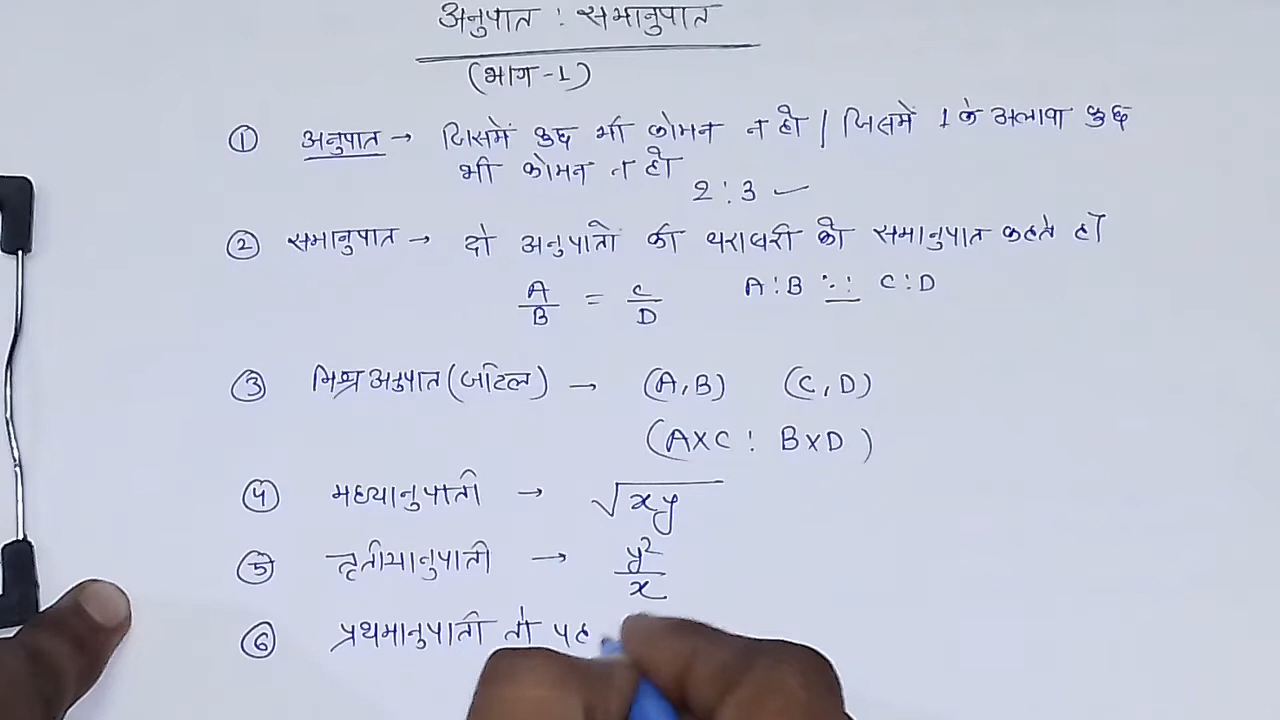 अनुपात : समानुपात
(भाग-1)
① अनुपात → जिसमें कुछ भी कोमन न हो / जिसमें 1 के अलावा कुछ
भी कोमन न हो
2:3 ✓
② समानुपात → दो अनुपातों की बराबरी को समानुपात कहते हैं
A/B = C/D A:B :: C:D
③ मिश्र अनुपात (जटिल) → (A,B) (C,D)
(A×C : B×D)
④ मध्यानुपाती → √xy
⑤ तृतीयानुपाती → y²/x
⑥ प्रथमानुपाती तो पह